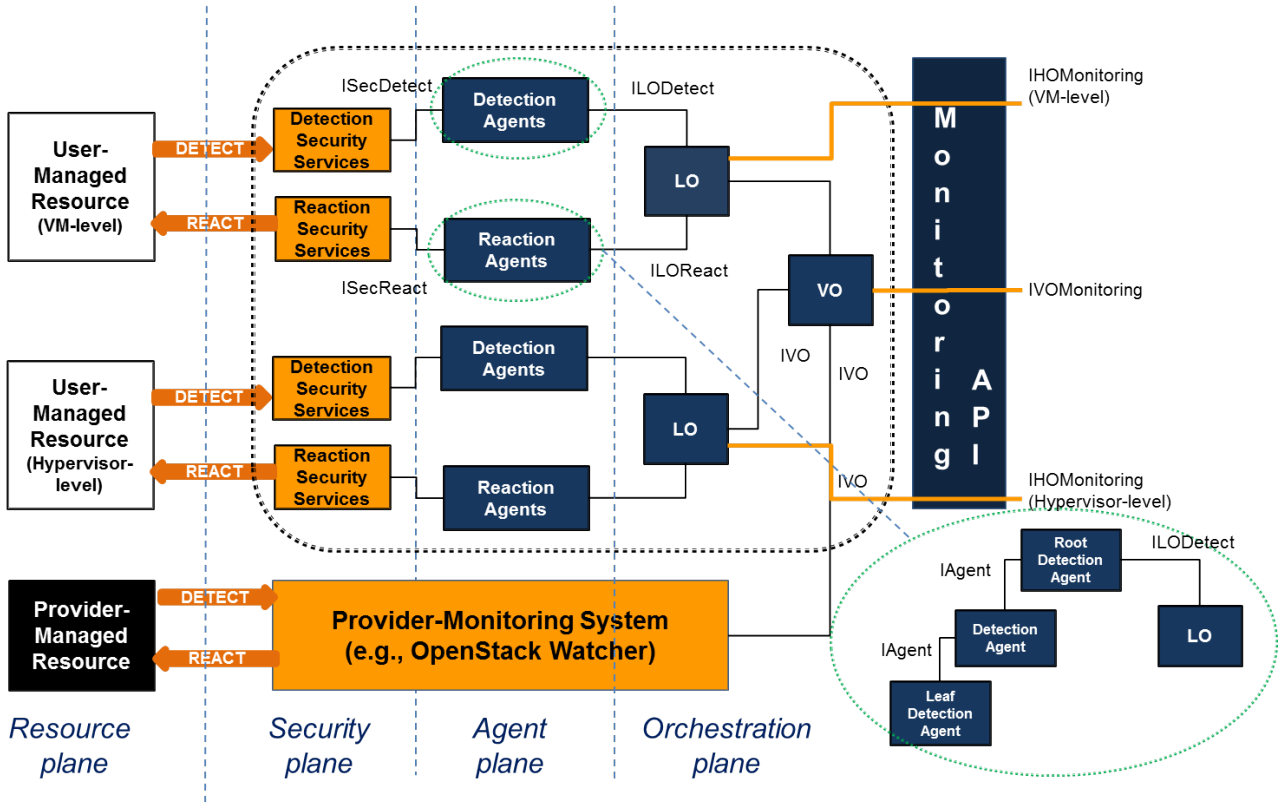 ISecDetect
Detection
Agents
ILODetect
IHOMonitoring
(VM-level)
User-
Managed
Resource
(VM-level)
DETECT
REACT
Detection
Security
Services
Reaction
Security
Services
LO
Reaction
Agents
ISecReact
ILOReact
VO
IVOMonitoring
Monitoring
API
User-
Managed
Resource
(Hypervisor-
level)
DETECT
REACT
Detection
Security
Services
Reaction
Security
Services
Detection
Agents
Reaction
Agents
LO
IVO
IVO
IVO
IHOMonitoring
(Hypervisor-level)
Provider-
Managed
Resource
DETECT
REACT
Provider-Monitoring System
(e.g., OpenStack Watcher)
Root
Detection
Agent
ILODetect
IAgent
Detection
Agent
LO
IAgent
Leaf
Detection
Agent
Resource
plane
Security
plane
Agent
plane
Orchestration
plane